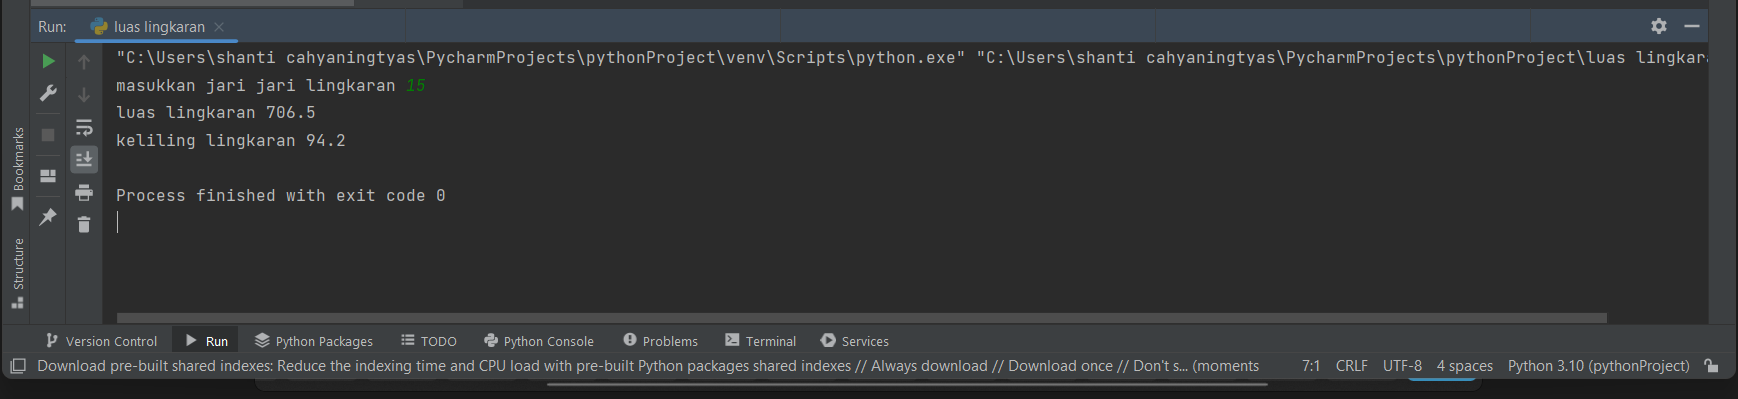 Run: luas lingkaran
"C:\Users\shanti cahyaningtyas\PycharmProjects\pythonProject\venv\Scripts\python.exe" "C:\Users\shanti cahyaningtyas\PycharmProjects\pythonProject\luas lingkar
masukkan jari jari lingkaran 15
luas lingkaran 706.5
keliling lingkaran 94.2
Process finished with exit code 0
Bookmarks
Structure
Version Control Run Python Packages TODO Python Console Problems Terminal Services
Download pre-built shared indexes: Reduce the indexing time and CPU load with pre-built Python packages shared indexes // Always download // Download once // Don't s... (moments 7:1 CRLF UTF-8 4 spaces Python 3.10 (pythonProject)